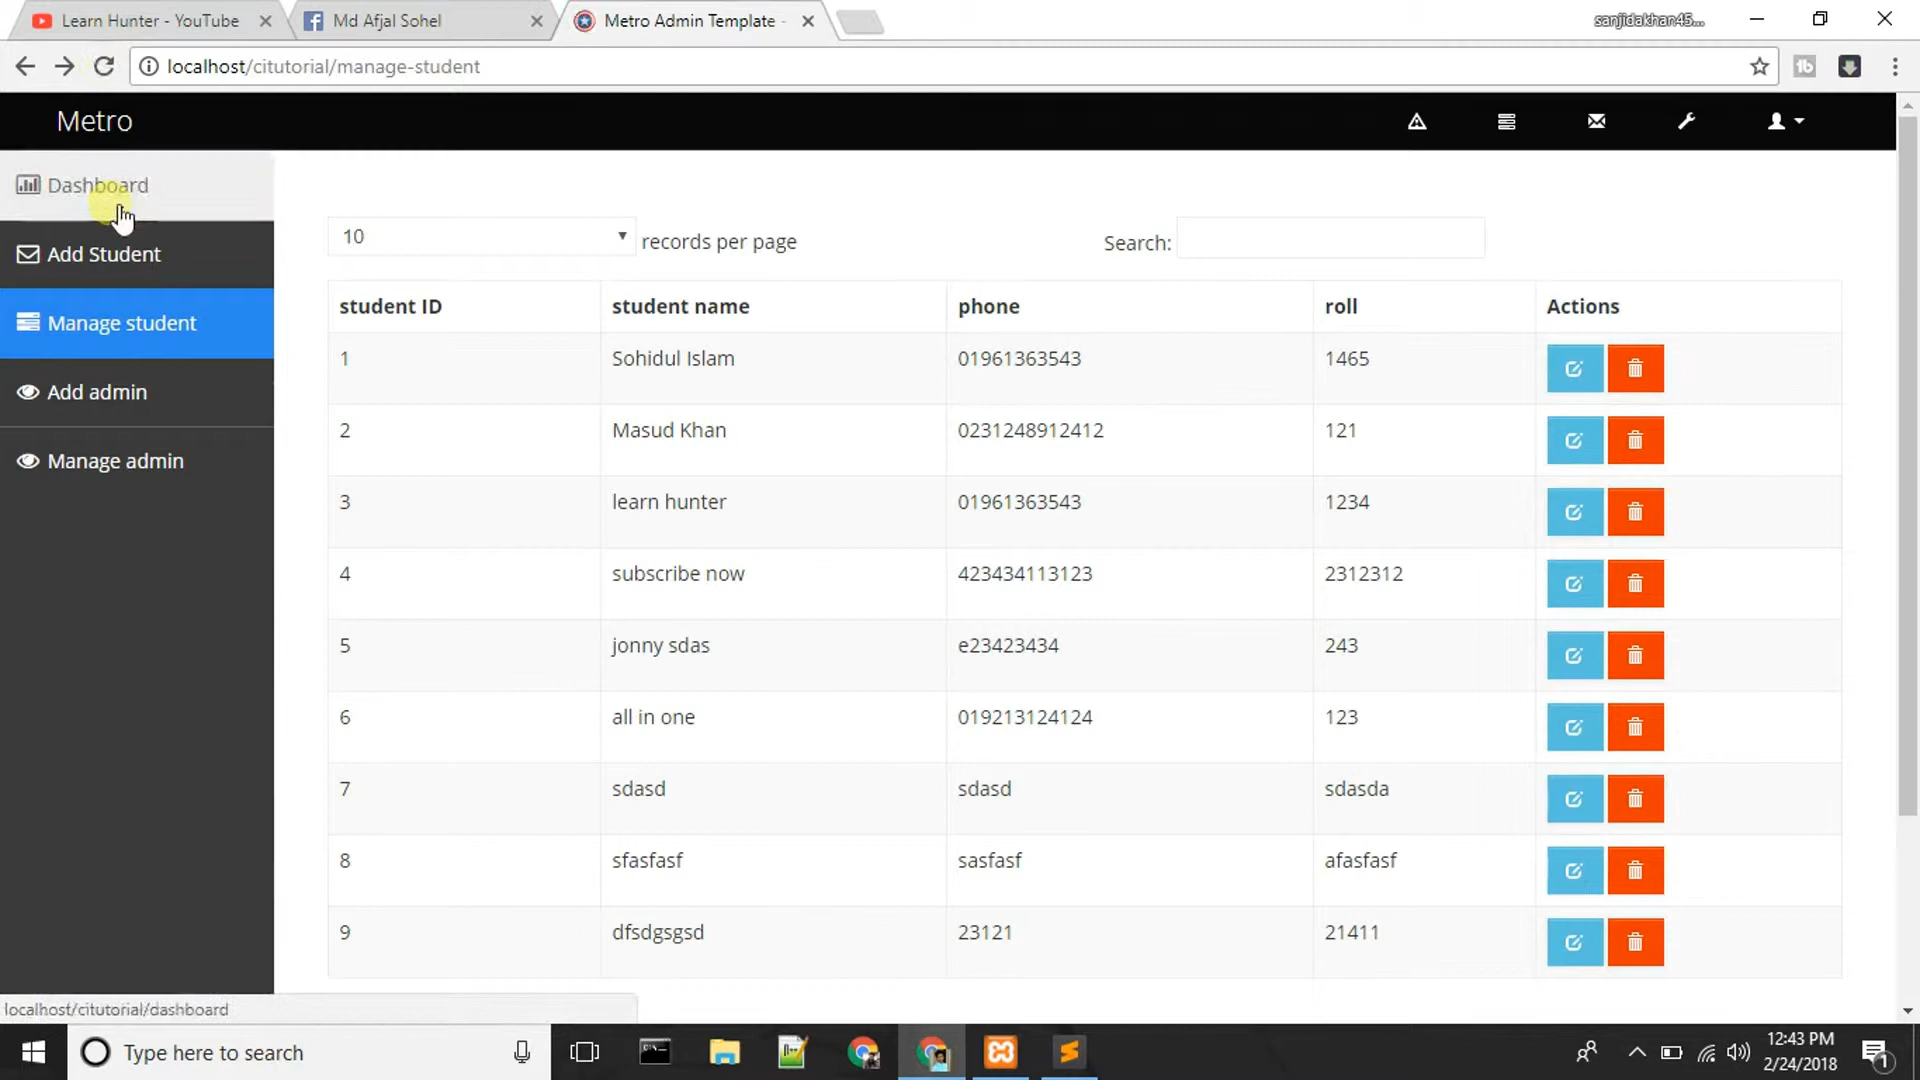 Learn Hunter - YouTube
Md Afjal Sohel
Metro Admin Template -
sanjidakhan45...
localhost/citutorial/manage-student
Metro
Dashboard
Add Student
Manage student
Add admin
Manage admin
10 records per page
Search:
student ID student name phone roll Actions
1 Sohidul Islam 01961363543 1465
2 Masud Khan 0231248912412 121
3 learn hunter 01961363543 1234
4 subscribe now 423434113123 2312312
5 jonny sdas e23423434 243
6 all in one 019213124124 123
7 sdasd sdasd sdasda
8 sfasfasf sasfasf afasfasf
9 dfsdgsgsd 23121 21411
localhost/citutorial/dashboard
Type here to search
12:43 PM
2/24/2018
1